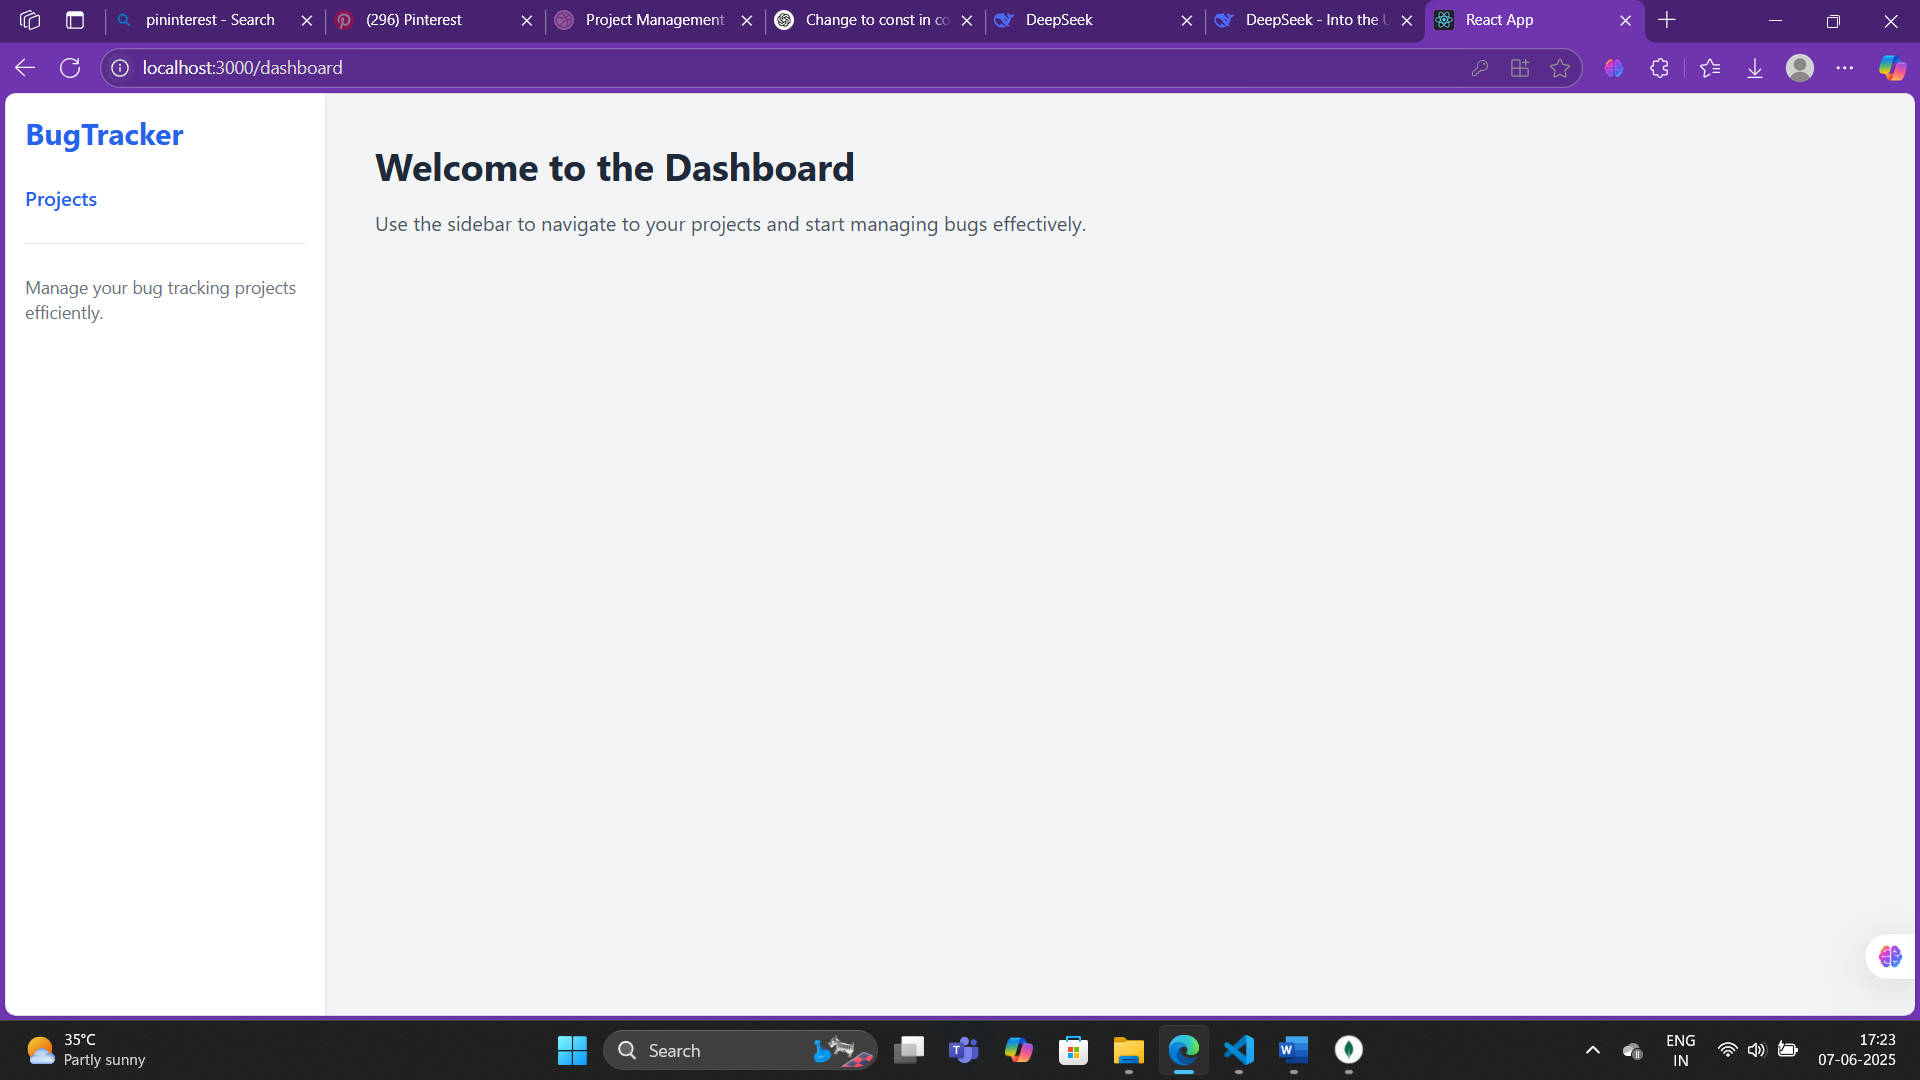 pininterest - Search
(296) Pinterest
Project Management
Change to const in co
DeepSeek
DeepSeek - Into the U
React App
localhost:3000/dashboard
BugTracker
Projects
Manage your bug tracking projects
efficiently.
Welcome to the Dashboard
Use the sidebar to navigate to your projects and start managing bugs effectively.
35°C
Partly sunny
Search
ENG
IN
17:23
07-06-2025